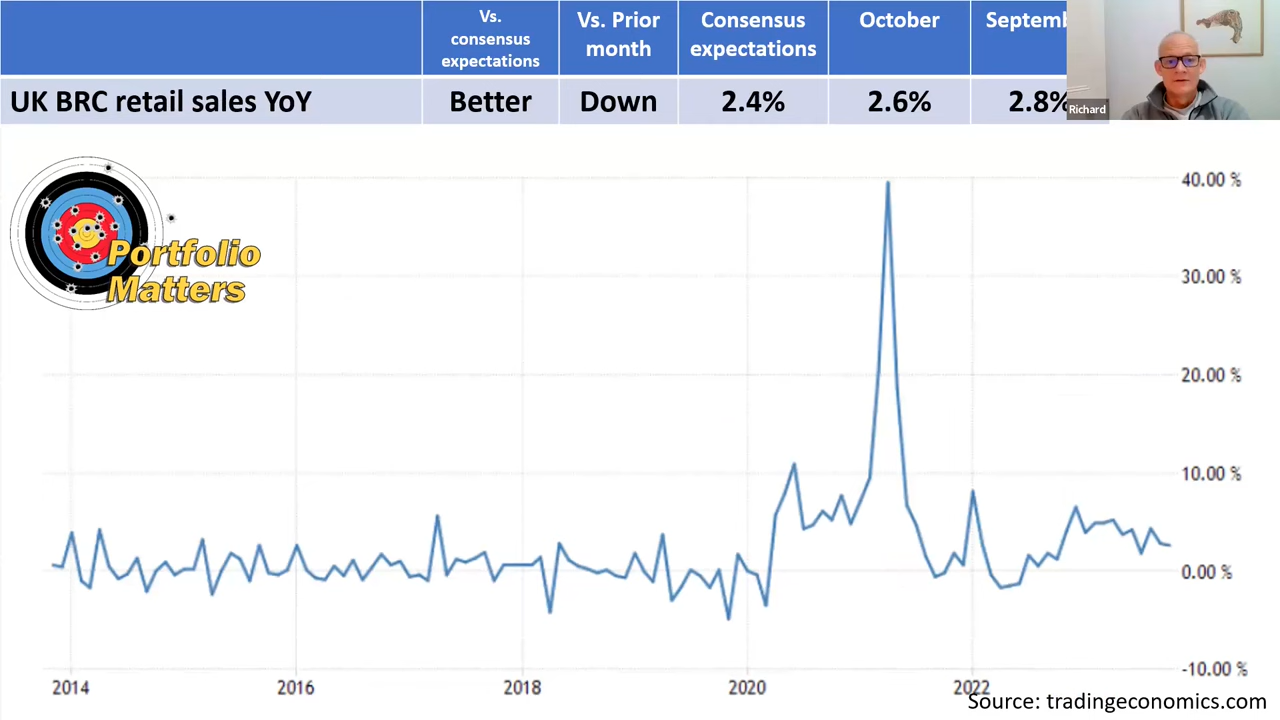 Vs.
consensus
expectations
Vs. Prior
month
Consensus
expectations
October
Richard
UK BRC retail sales YoY
Better
Down
2.4%
2.6%
2.8%
Portfolio
Matters
40.00 %
30.00 %
20.00 %
10.00 %
0.00 %
-10.00 %
2014
2016
2018
2020
2022
Source: tradingeconomics.com